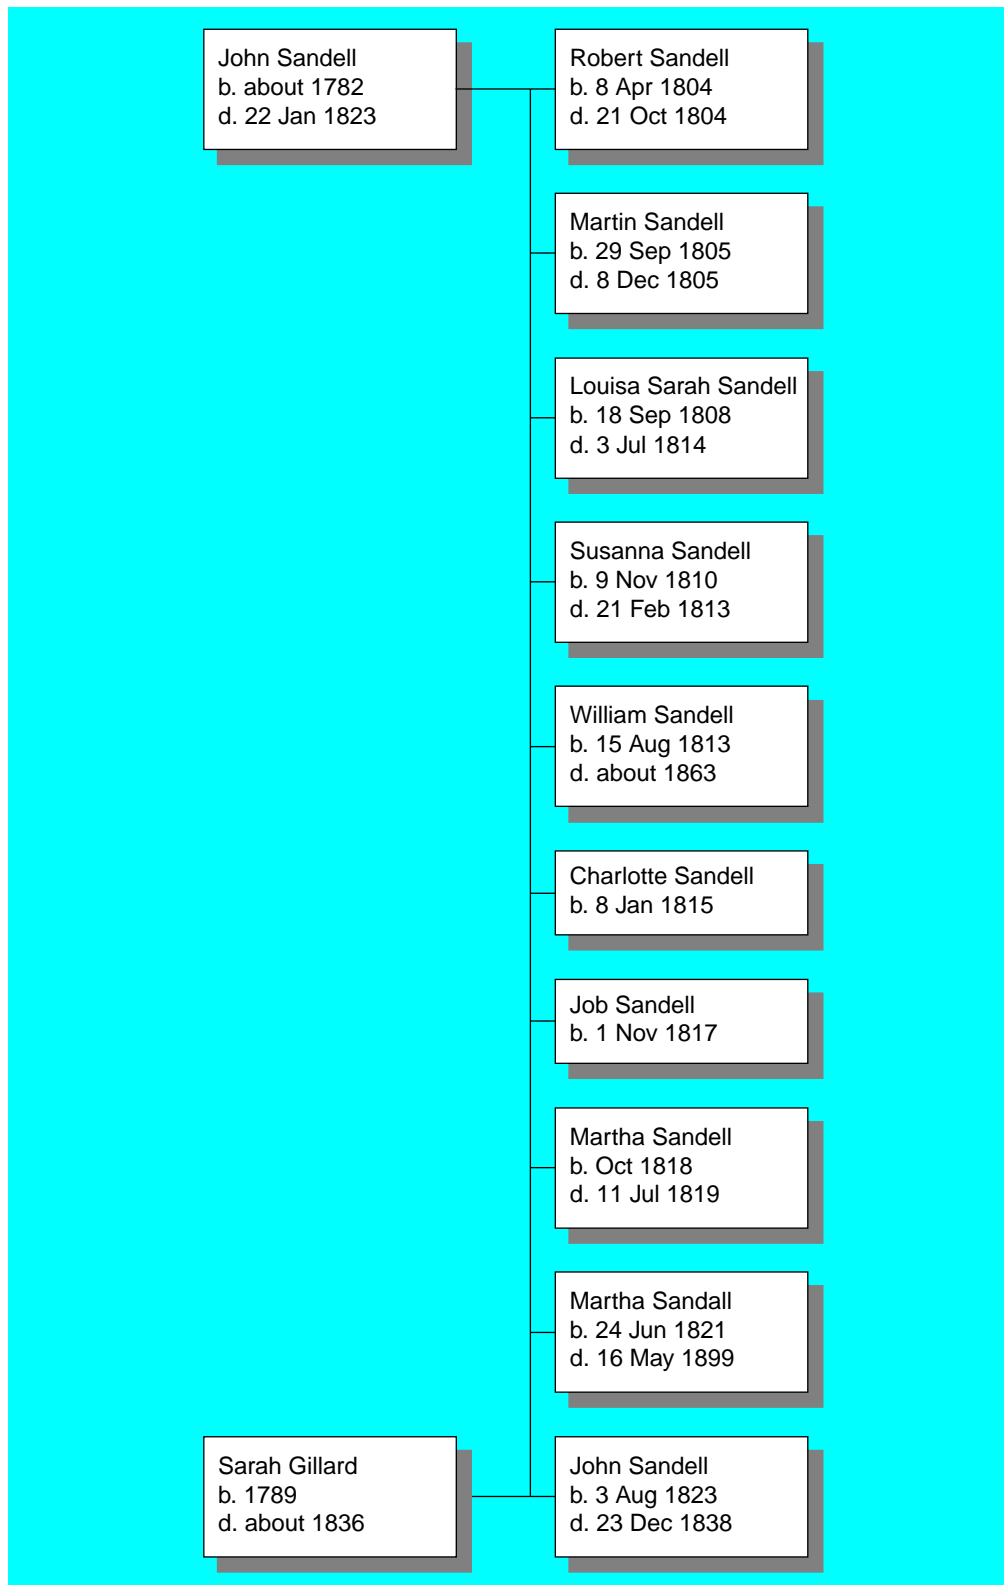 John Sandell
b. about 1782
d. 22 Jan 1823
Robert Sandell
b. 8 Apr 1804
d. 21 Oct 1804
Martin Sandell
b. 29 Sep 1805
d. 8 Dec 1805
Louisa Sarah Sandell
b. 18 Sep 1808
d. 3 Jul 1814
Susanna Sandell
b. 9 Nov 1810
d. 21 Feb 1813
William Sandell
b. 15 Aug 1813
d. about 1863
Charlotte Sandell
b. 8 Jan 1815
Job Sandell
b. 1 Nov 1817
Martha Sandell
b. Oct 1818
d. 11 Jul 1819
Martha Sandall
b. 24 Jun 1821
d. 16 May 1899
Sarah Gillard
b. 1789
d. about 1836
John Sandell
b. 3 Aug 1823
d. 23 Dec 1838